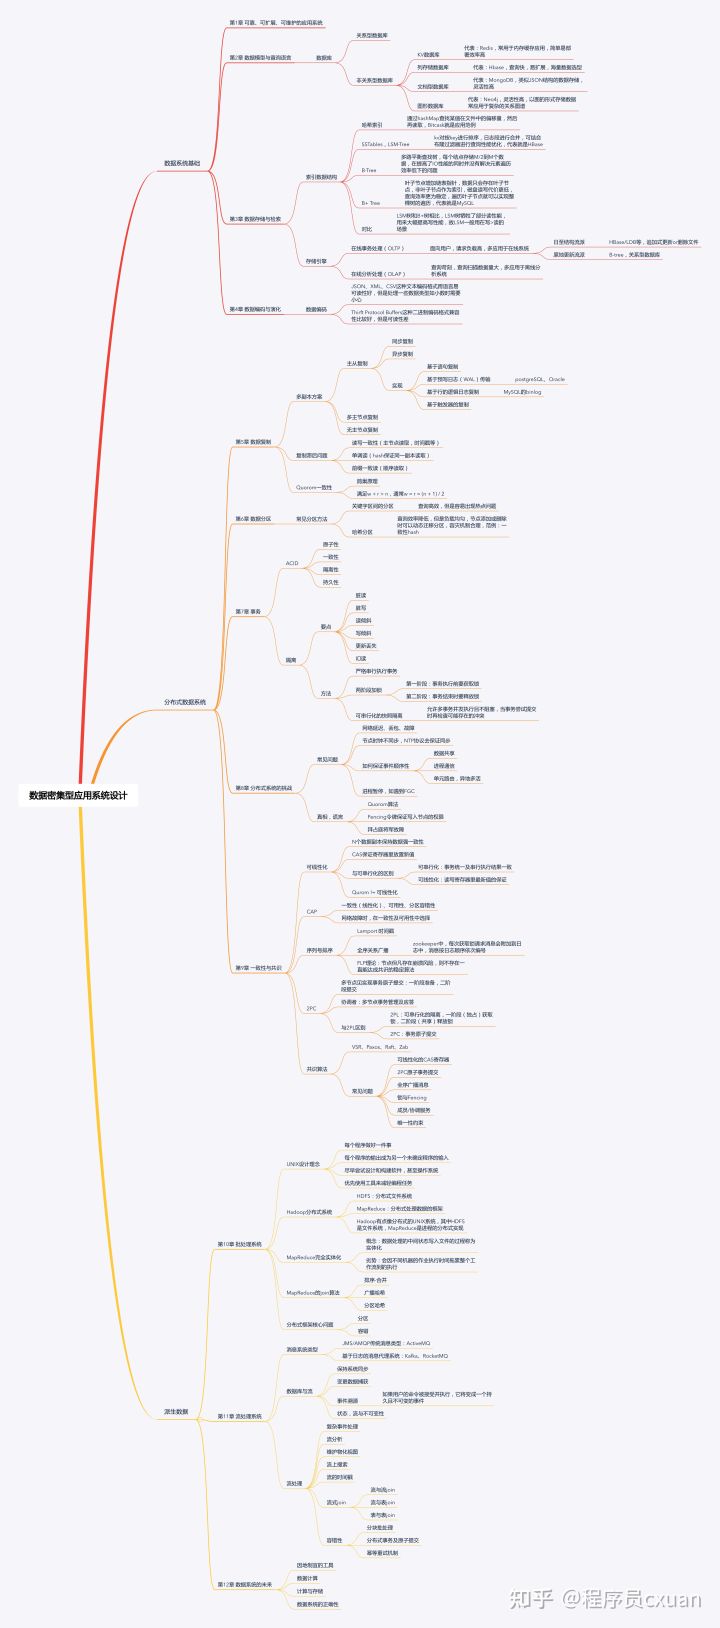 数据密集型应用系统设计
数据系统基础
第1章 可靠、可扩展、可维护的应用系统
第2章 数据模型与查询语言
数据库
关系型数据库
非关系型数据库
KV数据库
代表：Redis，常用于内存缓存应用，简单是部
署效率高
列存储数据库
代表：Hbase，查询快，易扩展，海量数据选型
文档型数据库
代表：MongoDB，类似JSON结构的数据存储，
灵活性高
图形数据库
代表：Neo4j，灵活性高，以图的形式存储数据
常应用于复杂的关系图谱
第3章 数据存储与检索
索引数据结构
哈希索引
通过hashMap查找某值在文件中的偏移量，然后
再读取，Bitcask就是应用范例
SSTables，LSM-Tree
kv对按key进行排序，日志段进行合并，可结合
布隆过滤器进行查询性能优化，代表就是HBase
B-Tree
多路平衡查找树，每个结点存储M/2到M个数
据，在提高了IO性能的同时并没有解决元素遍历
效率低下的问题
B+ Tree
叶子节点增加链表指针，数据只会存在叶子节
点，非叶子节点作为索引，磁盘读写代价更低，
查询效率更为稳定，遍历叶子节点就可以实现整
棵树的遍历，代表就是MySQL
对比
LSM树和B+树相比，LSM树牺牲了部分读性能，
用来大幅提高写性能，故LSM一般用在写>读的
场景
存储引擎
在线事务处理（OLTP）
面向用户，请求负载高，多应用于在线系统
日志结构流派
HBase/LDB等，追加式更新or删除文件
原地更新流派
B-tree，关系型数据库
在线分析处理（OLAP）
查询苛刻，查询扫描数据量大，多应用于离线分
析系统
第4章 数据编码与演化
数据编码
JSON、XML、CSV这种文本编码格式而语言易
可读性好，但是处理一些数据类型如小数时需要
小心
Thirft Protocol Buffers这种二进制编码格式兼容
性比较好，但是可读性差
分布式数据系统
第5章 数据复制
多副本方案
主从复制
同步复制
异步复制
实现
基于语句复制
基于预写日志（WAL）传输
postgreSQL、Oracle
基于行的逻辑日志复制
MySQL的binlog
基于触发器的复制
多主节点复制
无主节点复制
复制滞后问题
读写一致性（主节点读取，时间戳等）
单调读（hash保证同一副本读取）
前缀一致读（顺序读取）
Quorom一致性
鸽巢原理
满足w + r > n，通常w = r = (n + 1) / 2
第6章 数据分区
常见分区方法
关键字区间的分区
查询高效，但是容易出现热点问题
哈希分区
查询效率降低，但是负载均匀，节点添加或删除
时可以动态迁移分区，容灾机制合理，范例：一
致性hash
第7章 事务
ACID
原子性
一致性
隔离性
持久性
隔离
要点
脏读
脏写
读倾斜
写倾斜
更新丢失
幻读
方法
严格串行执行事务
两阶段加锁
第一阶段：事务执行前要获取锁
第二阶段：事务结束时要释放锁
可串行化的快照隔离
允许多事务并发执行且不阻塞，当事务尝试提交
时再检查可能存在的冲突
第8章 分布式系统的挑战
常见问题
网络延迟、丢包、故障
节点时钟不同步，NTP协议去保证同步
如何保证事件顺序性
数据共享
进程通信
单元路由，异地多活
进程暂停，如遇到FGC
真相，谎言
Quorom算法
Fencing令牌保证写入节点的权限
拜占庭将军故障
第9章 一致性与共识
可线性化
N个数据副本保持数据强一致性
CAS保证寄存器里放置新值
与可串行化的区别
可串行化：事务统一及串行执行结果一致
可线性化：读写寄存器里最新值的保证
Qurom != 可线性化
CAP
一致性（线性化）、可用性、分区容错性
网络故障时，在一致性及可用性中选择
序列与排序
Lamport 时间戳
全序关系广播
zookeeper中，每次获取锁请求消息会附加到日
志中，消息按日志顺序依次编号
FLP理论：节点但凡存在崩溃风险，则不存在一
直能达成共识的稳定算法
2PC
多节点见实现事务原子提交：一阶段准备，二阶
段提交
协调者：多节点事务管理及应答
与2PL区别
2PL：可串行化的隔离，一阶段（独占）获取
锁，二阶段（共享）释放锁
2PC：事务原子提交
共识算法
VSR、Paxos、Raft、Zab
常见问题
可线性化的CAS寄存器
2PC原子事务提交
全序广播消息
锁与Fencing
成员/协调服务
唯一性约束
派生数据
第10章 批处理系统
UNIX设计理念
每个程序做好一件事
每个程序的输出成为另一个未确定程序的输入
尽早尝试设计和构建软件，甚至操作系统
优先使用工具来减轻编程任务
Hadoop分布式系统
HDFS：分布式文件系统
MapReduce：分布式处理数据的框架
Hadoop有点像分布式的UNIX系统，其中HDFS
是文件系统，MapReduce是进程的分布式实现
MapReduce完全实体化
概念：数据处理的中间状态写入文件的过程称为
实体化
劣势：会因不同机器的作业执行时间拖累整个工
作流到的执行
MapReduce的join算法
排序-合并
广播哈希
分区哈希
分布式框架核心问题
分区
容错
第11章 流处理系统
消息系统类型
JMS/AMQP传统消息类型：ActiveMQ
基于日志的消息代理系统：Kafka、RocketMQ
数据库与流
保持系统同步
变更数据捕获
事件溯源
如果用户的命令被接受并执行，它将变成一个持
久且不可变的事件
状态，流与不可变性
流处理
复杂事件处理
流分析
维护物化视图
流上搜索
流的时间戳
流式join
流与流join
流与表join
表与表join
容错性
分块批处理
分布式事务及原子提交
幂等重试机制
第12章 数据系统的未来
因地制宜的工具
数据计算
计算与存储
数据系统的正确性
知乎 @程序员cxuan